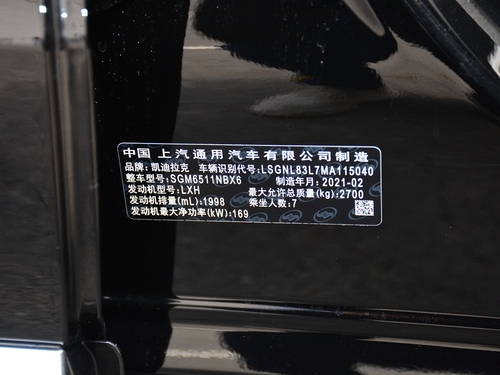 中国 上汽通用汽车有限公司制造
品牌: 凯迪拉克 车辆识别代号: LSGNL83L7MA115040
整车型号: SGM6511NBX6 制造年月: 2021-02
发动机型号: LXH 最大允许总质量(kg): 2700
发动机排量(mL): 1998 乘坐人数: 7
发动机最大净功率(kW): 169